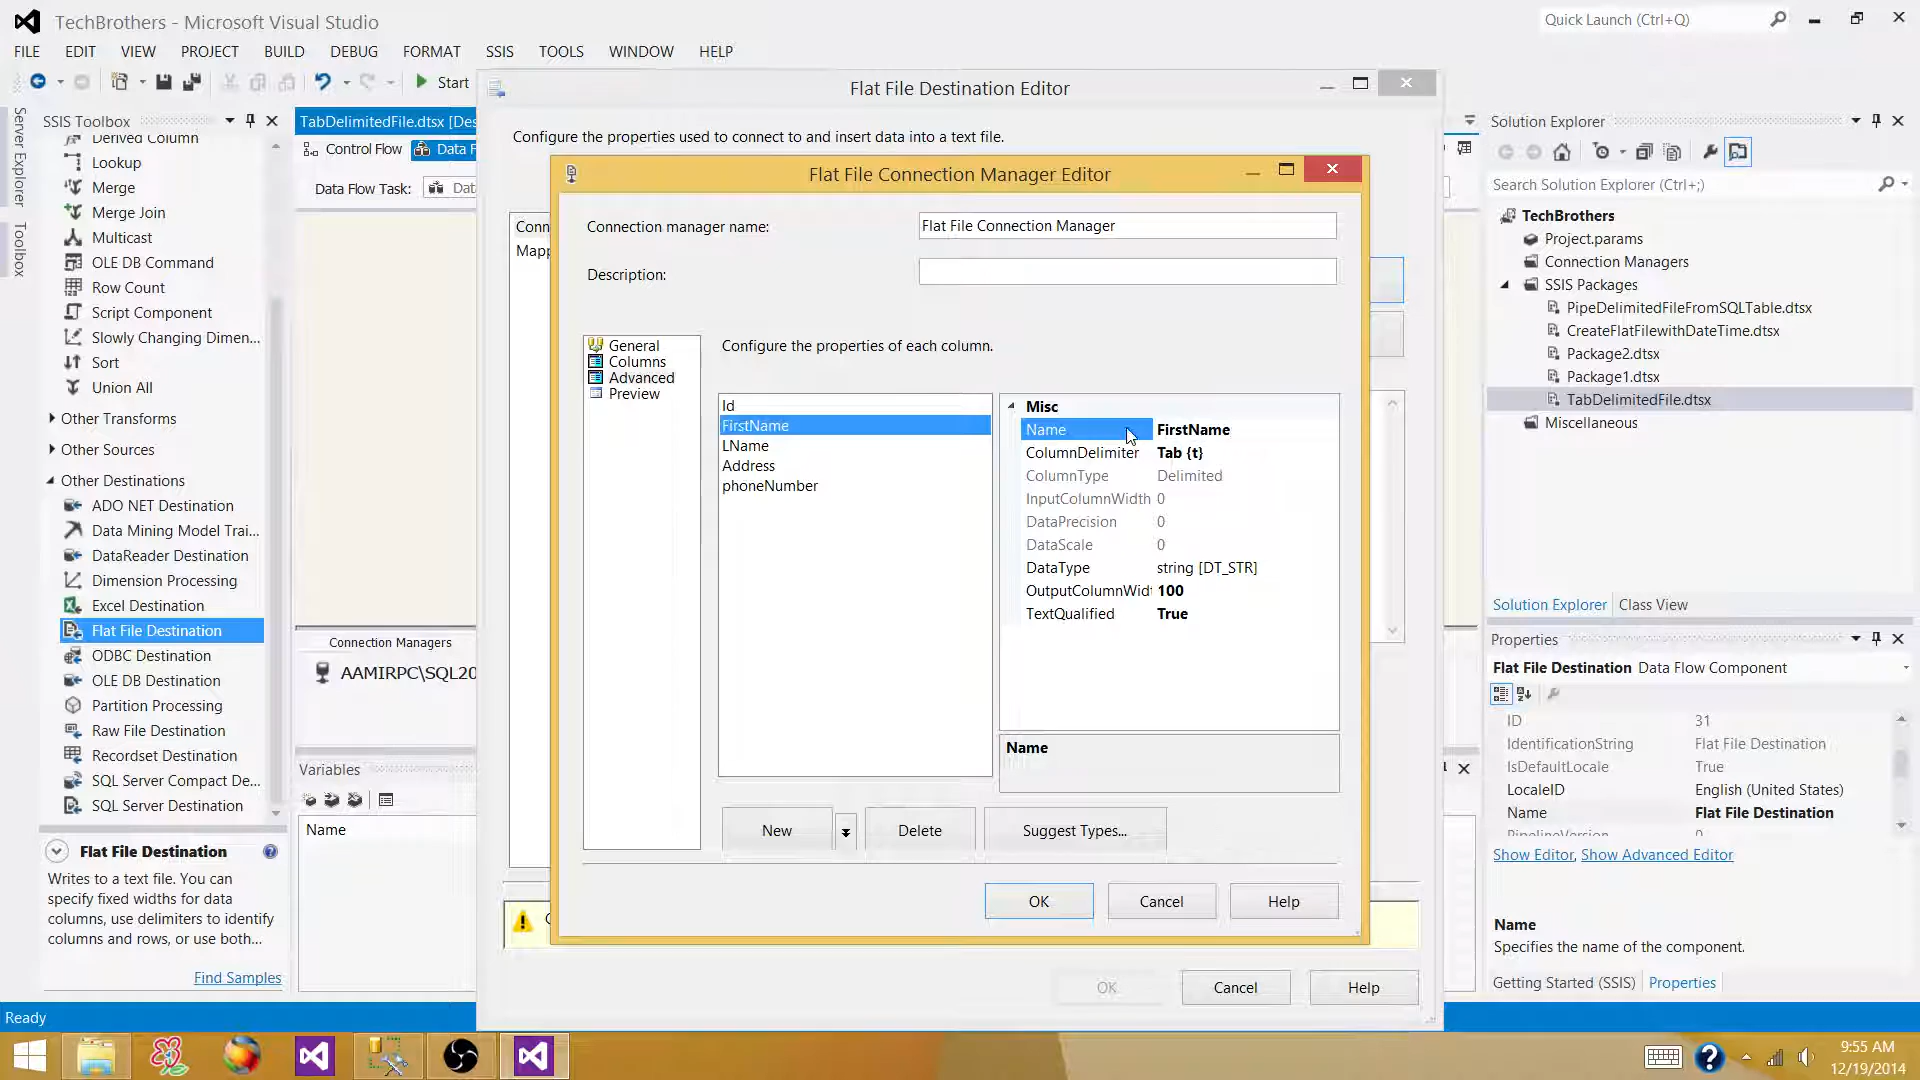 TechBrothers - Microsoft Visual Studio
Quick Launch (Ctrl+Q)
FILE EDIT VIEW PROJECT BUILD DEBUG FORMAT SSIS TOOLS WINDOW HELP
Start
Server Explorer
Toolbox
SSIS Toolbox
Derived Column
Lookup
Merge
Merge Join
Multicast
OLE DB Command
Row Count
Script Component
Slowly Changing Dimen...
Sort
Union All
Other Transforms
Other Sources
Other Destinations
ADO NET Destination
Data Mining Model Trai...
DataReader Destination
Dimension Processing
Excel Destination
Flat File Destination
ODBC Destination
OLE DB Destination
Partition Processing
Raw File Destination
Recordset Destination
SQL Server Compact De...
SQL Server Destination
Flat File Destination
Writes to a text file. You can
specify fixed widths for data
columns, use delimiters to identify
columns and rows, or use both...
Find Samples
TabDelimitedFile.dtsx [Des
Control Flow
Data F
Data Flow Task:
Dat
Connection Managers
AAMIRPC\SQL20
Variables
Name
Flat File Destination Editor
Configure the properties used to connect to and insert data into a text file.
Conn
Mapp
Flat File Connection Manager Editor
Connection manager name:
Flat File Connection Manager
Description:
General
Columns
Advanced
Preview
Configure the properties of each column.
Id
FirstName
LName
Address
phoneNumber
Misc
Name FirstName
ColumnDelimiter Tab {t}
ColumnType Delimited
InputColumnWidth 0
DataPrecision 0
DataScale 0
DataType string [DT_STR]
OutputColumnWidt 100
TextQualified True
Name
New
Delete
Suggest Types...
OK
Cancel
Help
OK
Cancel
Help
Solution Explorer
Search Solution Explorer (Ctrl+;)
TechBrothers
Project.params
Connection Managers
SSIS Packages
PipeDelimitedFileFromSQLTable.dtsx
CreateFlatFilewithDateTime.dtsx
Package2.dtsx
Package1.dtsx
TabDelimitedFile.dtsx
Miscellaneous
Solution Explorer Class View
Properties
Flat File Destination Data Flow Component
ID 31
IdentificationString Flat File Destination
IsDefaultLocale True
LocaleID English (United States)
Name Flat File Destination
PipelineVersion 0
Show Editor, Show Advanced Editor
Name
Specifies the name of the component.
Getting Started (SSIS) Properties
Ready
9:55 AM
12/19/2014